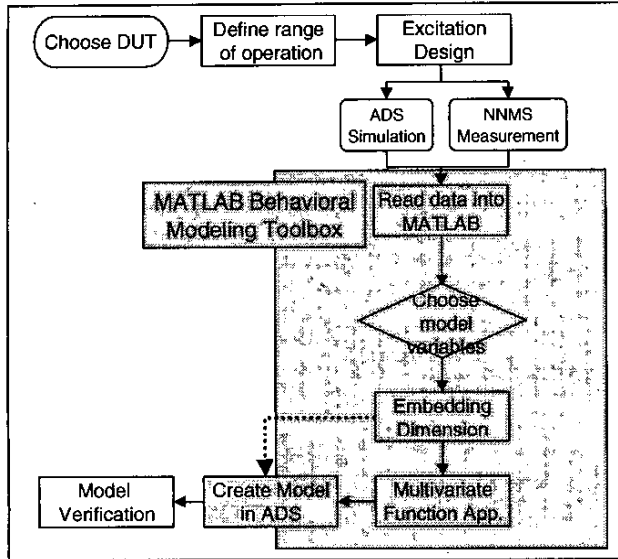 Choose DUT
Define range
of operation
Excitation
Design
ADS
Simulation
NNMS
Measurement
MATLAB Behavioral
Modeling Toolbox
Read data into
MATLAB
Choose
model
variables
Embedding
Dimension
Model
Verification
Create Model
in ADS
Multivariate
Function App.